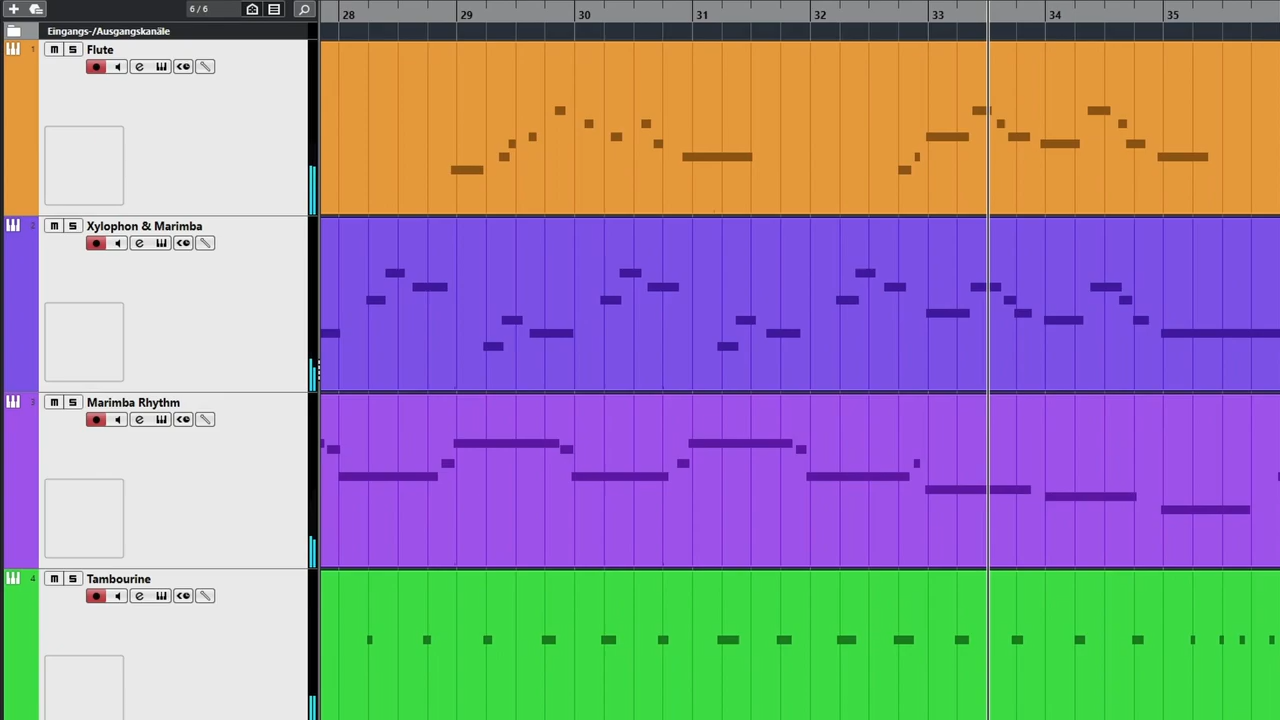 6 / 6
28 29 30 31 32 33 34 35
Eingangs-/Ausgangskanäle
1 m S Flute
e
2 m S Xylophon & Marimba
e
3 m S Marimba Rhythm
e
4 m S Tambourine
e